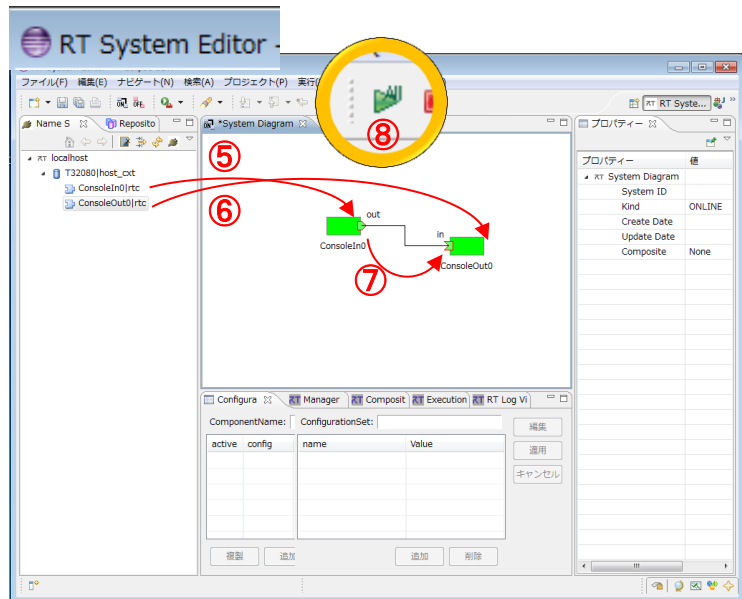 RT System Editor -
ファイル(F) 編集(E) ナビゲート(N) 検索(A) プロジェクト(P) 実行(
RT Syste...
Name S
Reposito
*System Diagram
All
⑧
プロパティー
localhost
T32080|host_cxt
ConsoleIn0|rtc
ConsoleOut0|rtc
⑤
⑥
⑦
out
ConsoleIn0
in
ConsoleOut0
プロパティー 値
System Diagram
System ID
Kind ONLINE
Create Date
Update Date
Composite None
Configura
RT Manager
RT Composit
RT Execution
RT RT Log Vi
ComponentName:
ConfigurationSet:
編集
active config
name Value
適用
キャンセル
複製
追加
追加
削除